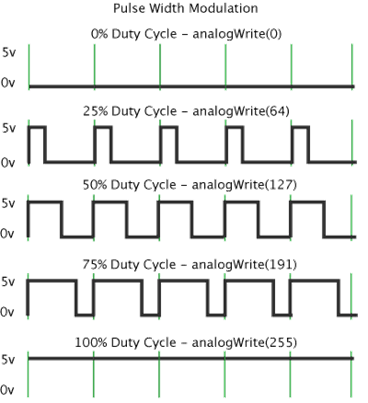 Pulse Width Modulation
0% Duty Cycle – analogWrite(0)
5v
0v
25% Duty Cycle – analogWrite(64)
5v
0v
50% Duty Cycle – analogWrite(127)
5v
0v
75% Duty Cycle – analogWrite(191)
5v
0v
100% Duty Cycle – analogWrite(255)
5v
0v